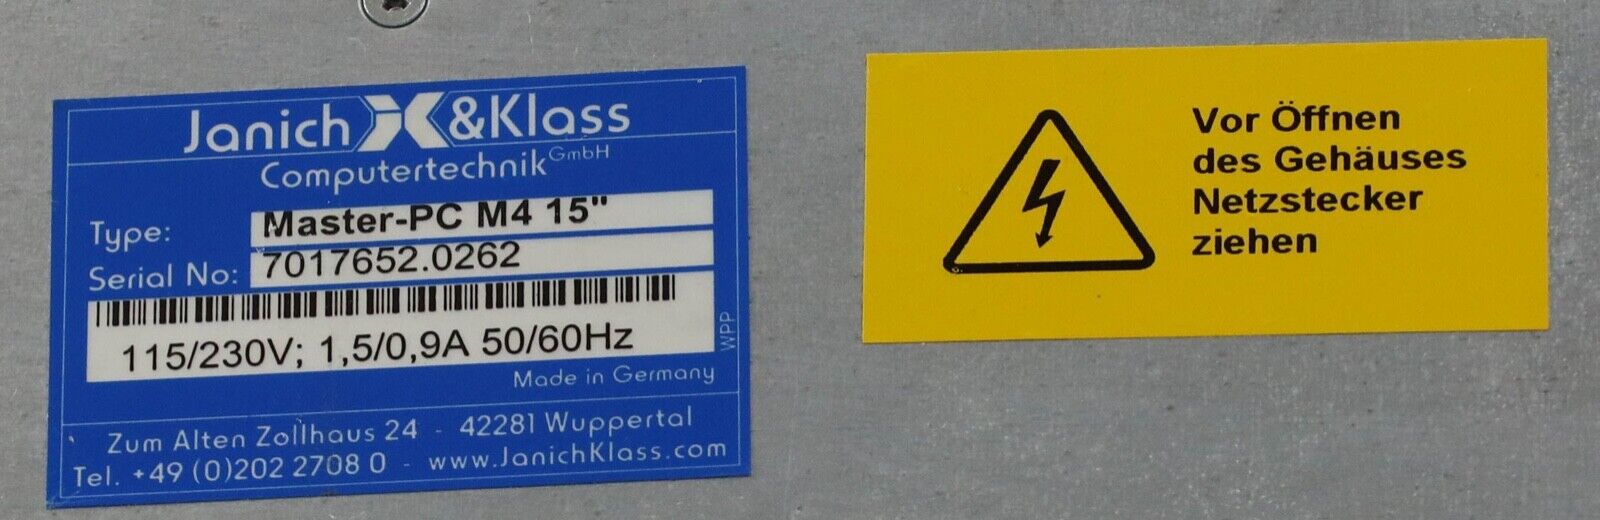 Janich & Klass
Computertechnik GmbH
Type: Master-PC M4 15"
Serial No: 7017652.0262
115/230V; 1,5/0,9A 50/60Hz
WPP
Made in Germany
Zum Alten Zollhaus 24 - 42281 Wuppertal
Tel. +49 (0)202 2708 0 - www.JanichKlass.com
Vor Öffnen
des Gehäuses
Netzstecker
ziehen